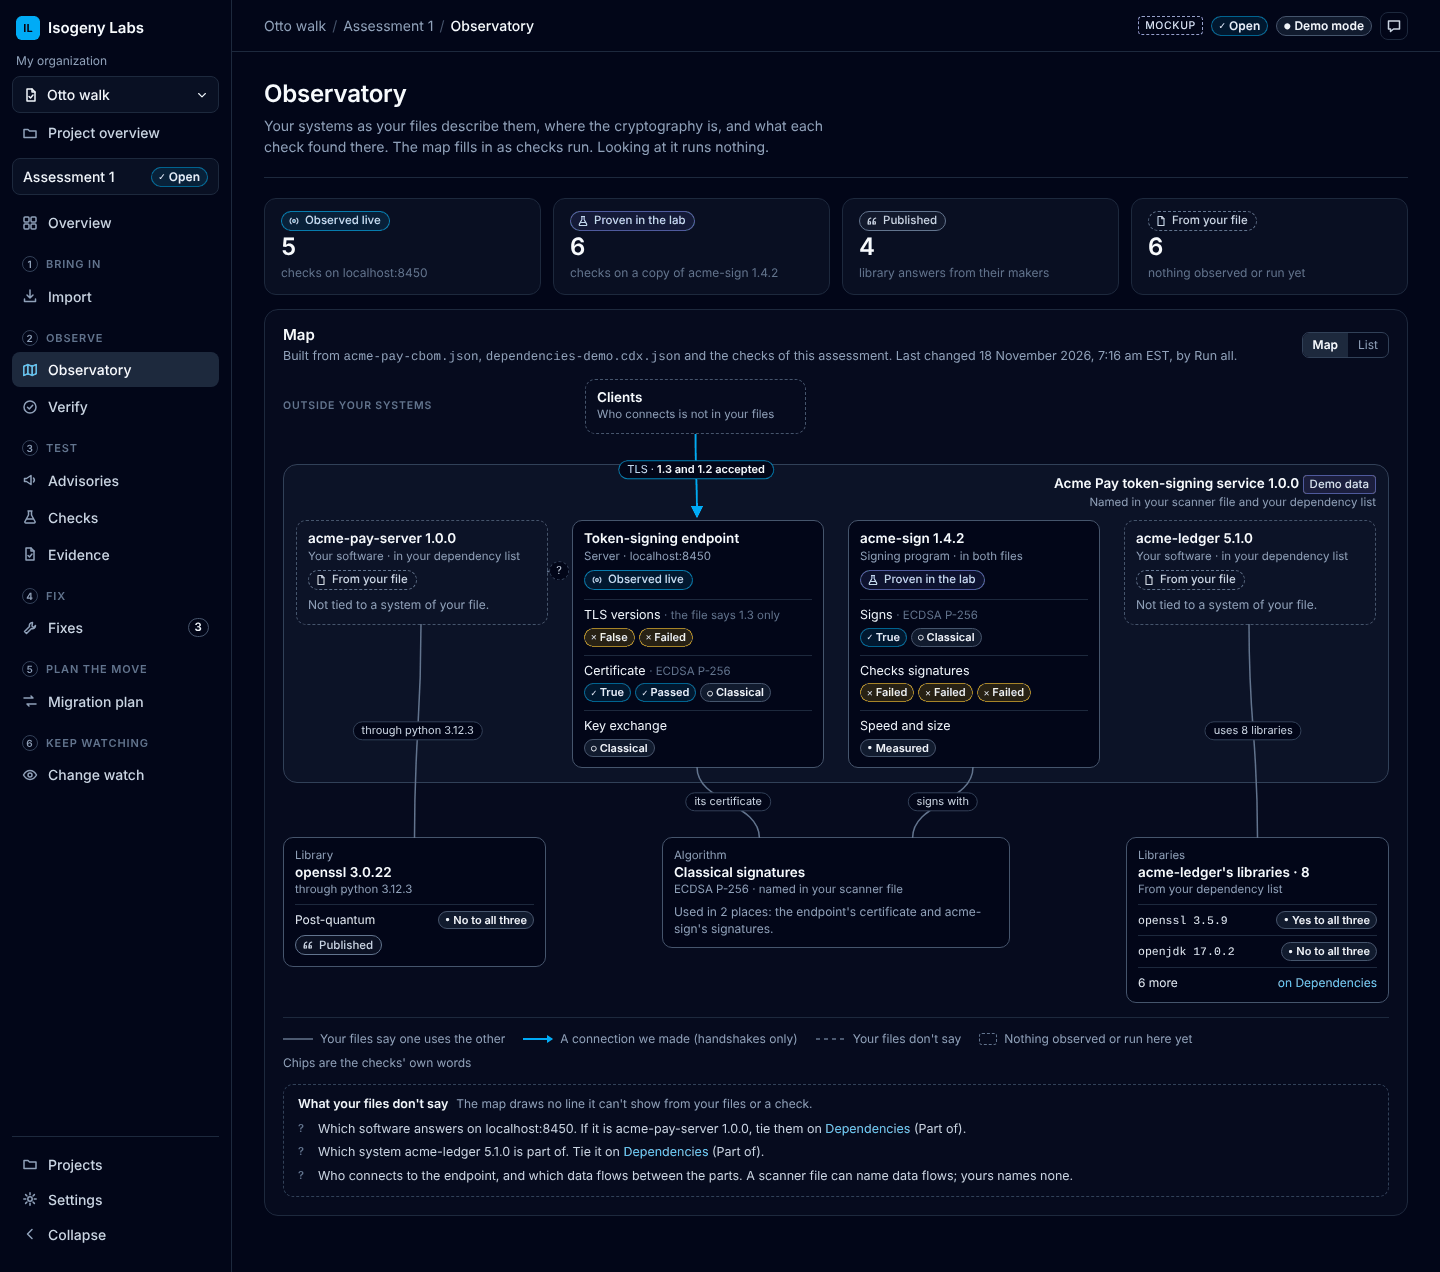 IL Isogeny Labs
My organization
Otto walk
Project overview
Assessment 1 ✓ Open
Overview
1 BRING IN
Import
2 OBSERVE
Observatory
Verify
3 TEST
Advisories
Checks
Evidence
4 FIX
Fixes 3
5 PLAN THE MOVE
Migration plan
6 KEEP WATCHING
Change watch
Projects
Settings
Collapse
Otto walk / Assessment 1 / Observatory
MOCKUP ✓ Open • Demo mode
Observatory
Your systems as your files describe them, where the cryptography is, and what each
check found there. The map fills in as checks run. Looking at it runs nothing.
Observed live
5
checks on localhost:8450
Proven in the lab
6
checks on a copy of acme-sign 1.4.2
Published
4
library answers from their makers
From your file
6
nothing observed or run yet
Map
Built from acme-pay-cbom.json, dependencies-demo.cdx.json and the checks of this assessment. Last changed 18 November 2026, 7:16 am EST, by Run all.
Map List
OUTSIDE YOUR SYSTEMS
Clients
Who connects is not in your files
TLS · 1.3 and 1.2 accepted
Acme Pay token-signing service 1.0.0 Demo data
Named in your scanner file and your dependency list
acme-pay-server 1.0.0
Your software · in your dependency list
From your file
Not tied to a system of your file.
?
Token-signing endpoint
Server · localhost:8450
Observed live
TLS versions · the file says 1.3 only
× False × Failed
Certificate · ECDSA P-256
✓ True ✓ Passed ○ Classical
Key exchange
○ Classical
acme-sign 1.4.2
Signing program · in both files
Proven in the lab
Signs · ECDSA P-256
✓ True ○ Classical
Checks signatures
× Failed × Failed × Failed
Speed and size
• Measured
acme-ledger 5.1.0
Your software · in your dependency list
From your file
Not tied to a system of your file.
through python 3.12.3
uses 8 libraries
its certificate
signs with
Library
openssl 3.0.22
through python 3.12.3
Post-quantum • No to all three
Published
Algorithm
Classical signatures
ECDSA P-256 · named in your scanner file
Used in 2 places: the endpoint's certificate and acme-
sign's signatures.
Libraries
acme-ledger's libraries · 8
From your dependency list
openssl 3.5.9 • Yes to all three
openjdk 17.0.2 • No to all three
6 more on Dependencies
Your files say one uses the other A connection we made (handshakes only) Your files don't say Nothing observed or run here yet
Chips are the checks' own words
What your files don't say The map draws no line it can't show from your files or a check.
? Which software answers on localhost:8450. If it is acme-pay-server 1.0.0, tie them on Dependencies (Part of).
? Which system acme-ledger 5.1.0 is part of. Tie it on Dependencies (Part of).
? Who connects to the endpoint, and which data flows between the parts. A scanner file can name data flows; yours names none.